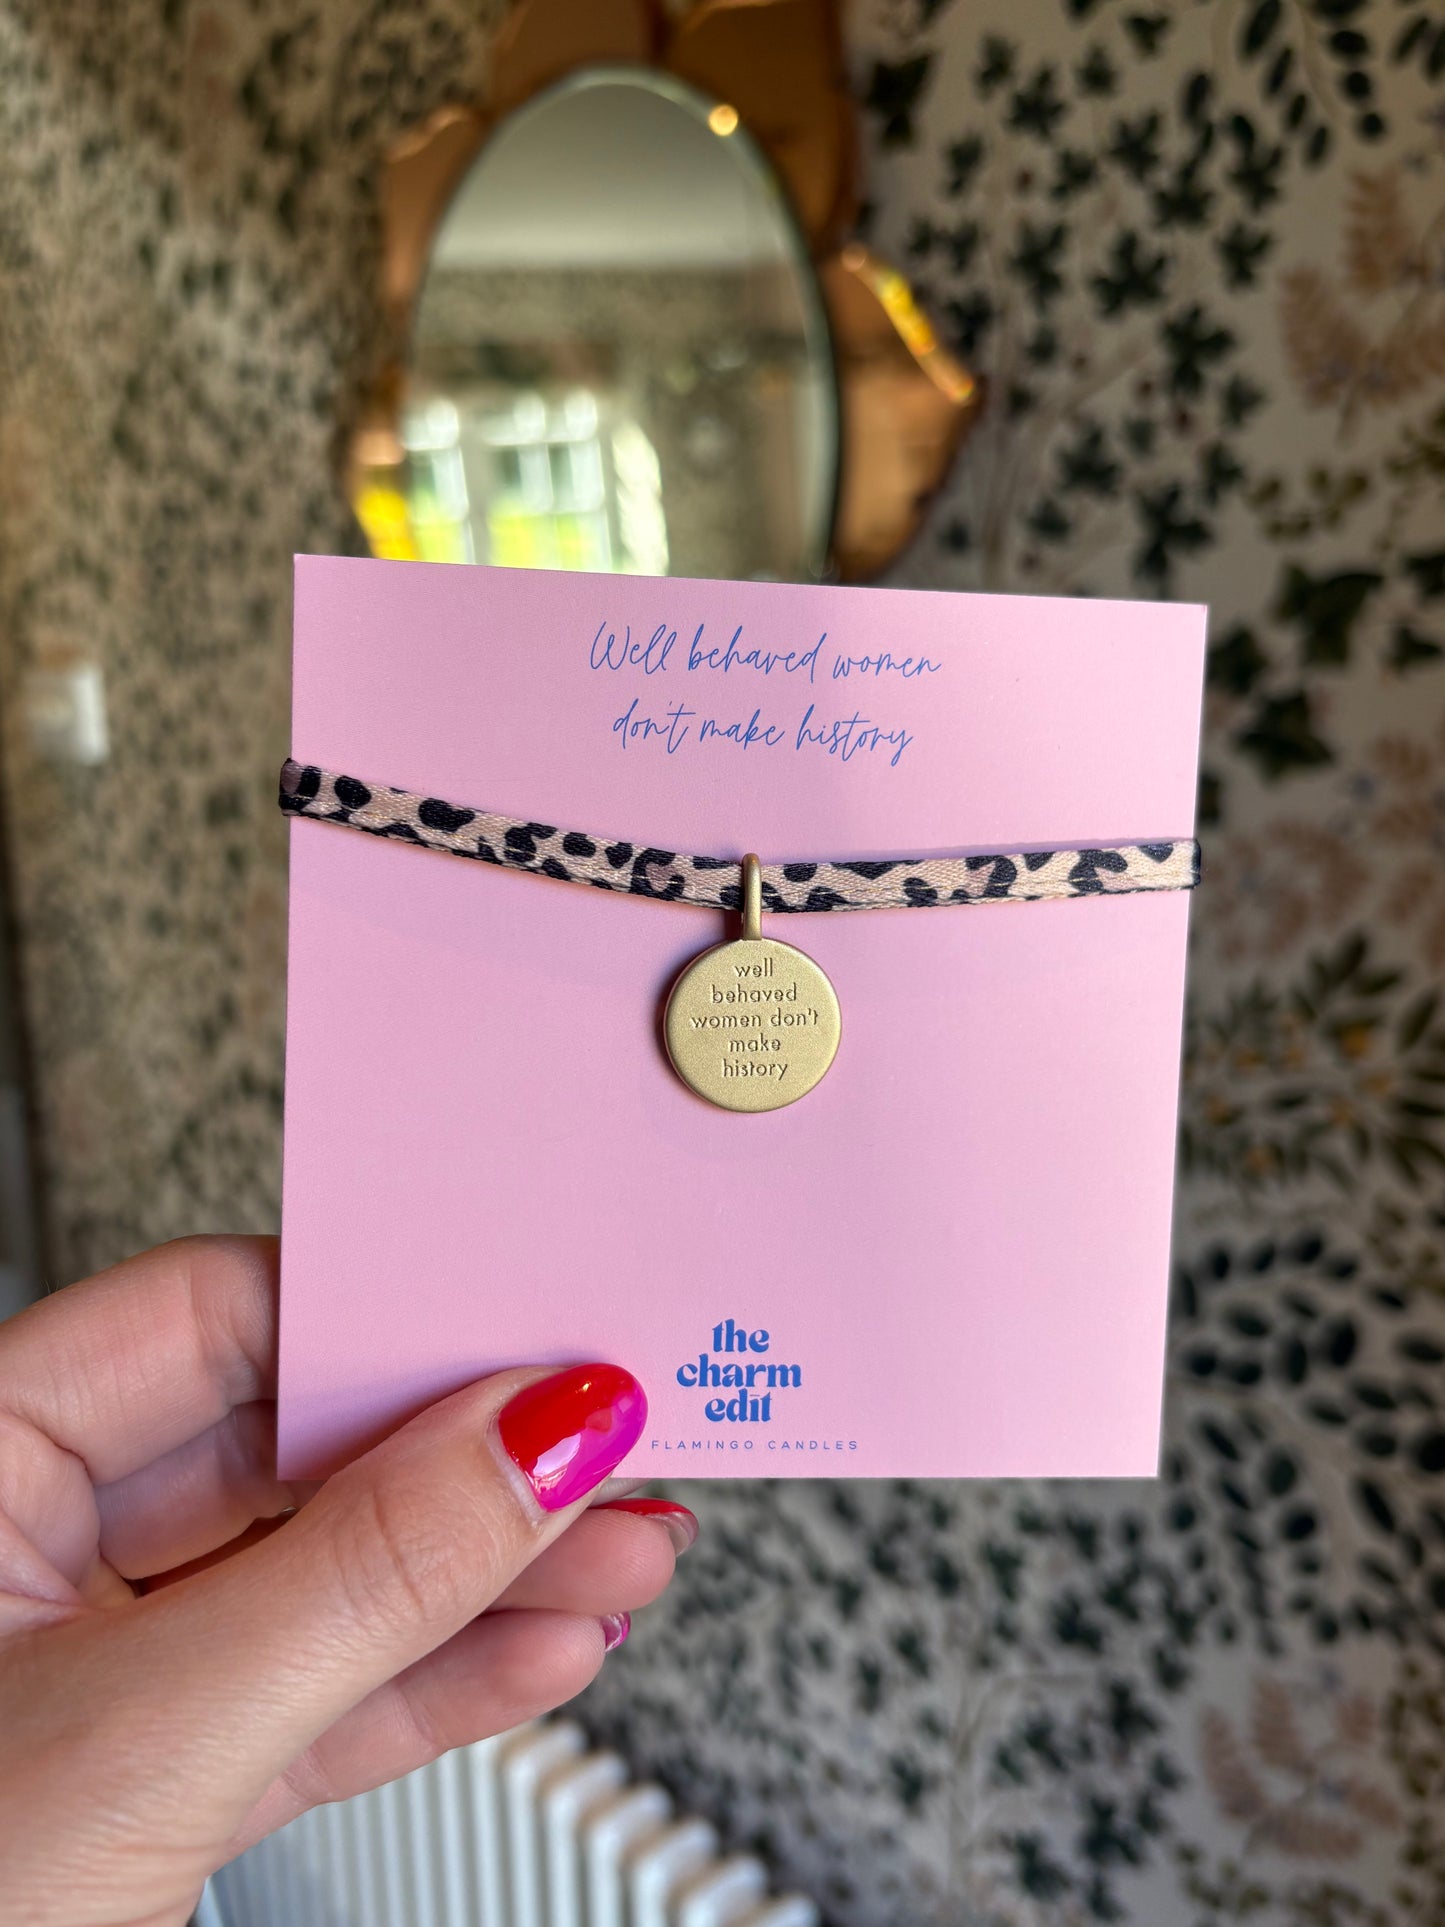 Well behaved women
don't make history
well
behaved
women don't
make
history
the
charm
edit
FLAMINGO CANDLES